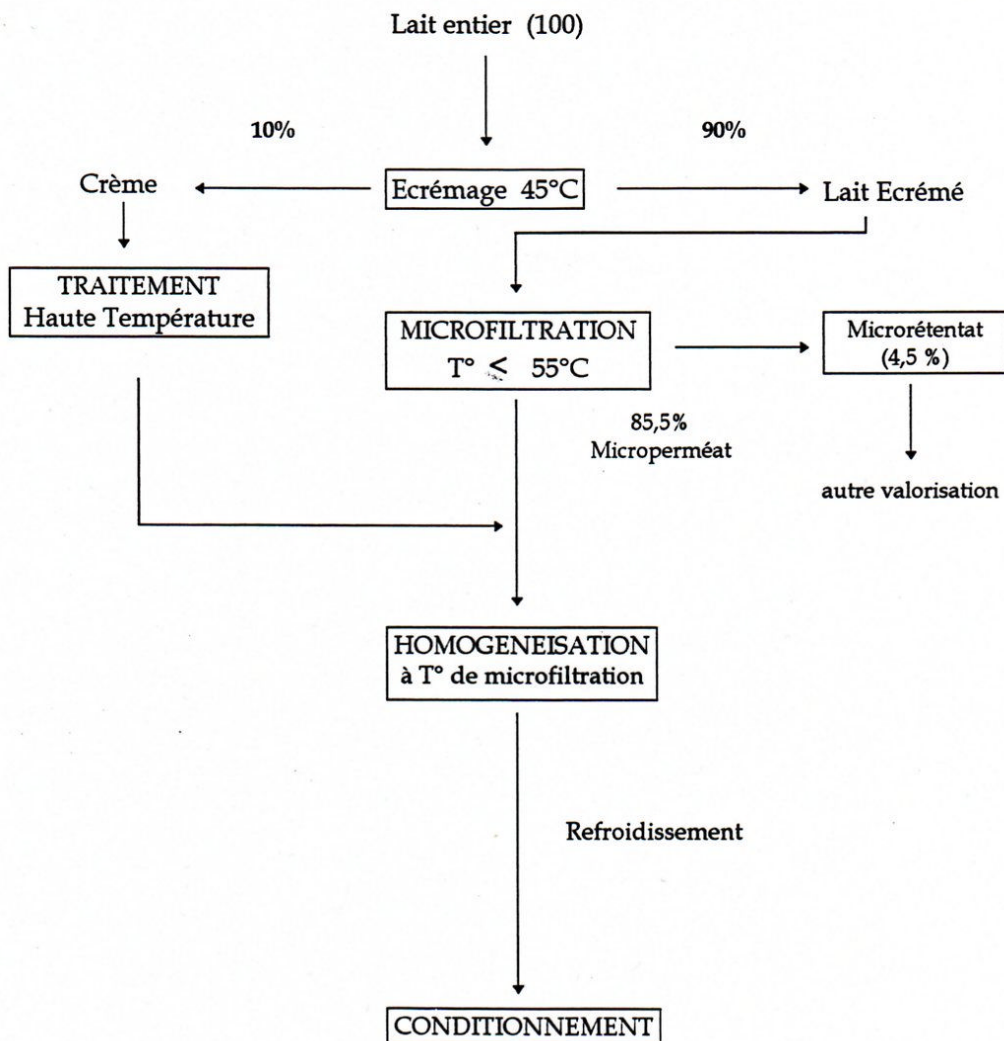 Lait entier (100)
10%
90%
Crème
Ecrémage 45°C
Lait Ecrémé
TRAITEMENT
Haute Température
MICROFILTRATION
T° < 55°C
Microrétentat
(4,5 %)
85,5%
Microperméat
autre valorisation
HOMOGENEISATION
à T° de microfiltration
Refroidissement
CONDITIONNEMENT